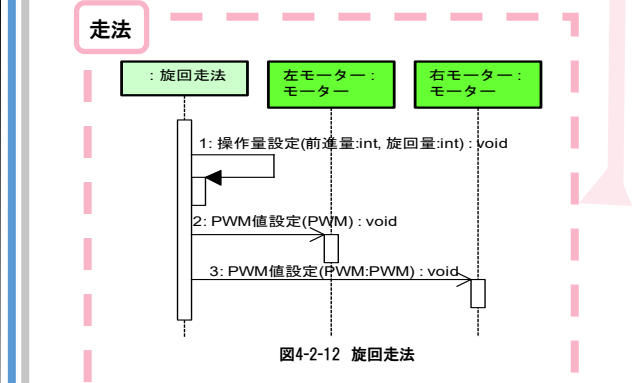 走法
: 旋回走法
左モーター :
モーター
右モーター :
モーター
1: 操作量設定(前進量:int, 旋回量:int) : void
2: PWM値設定(PWM) : void
3: PWM値設定(PWM:PWM) : void
図4-2-12 旋回走法